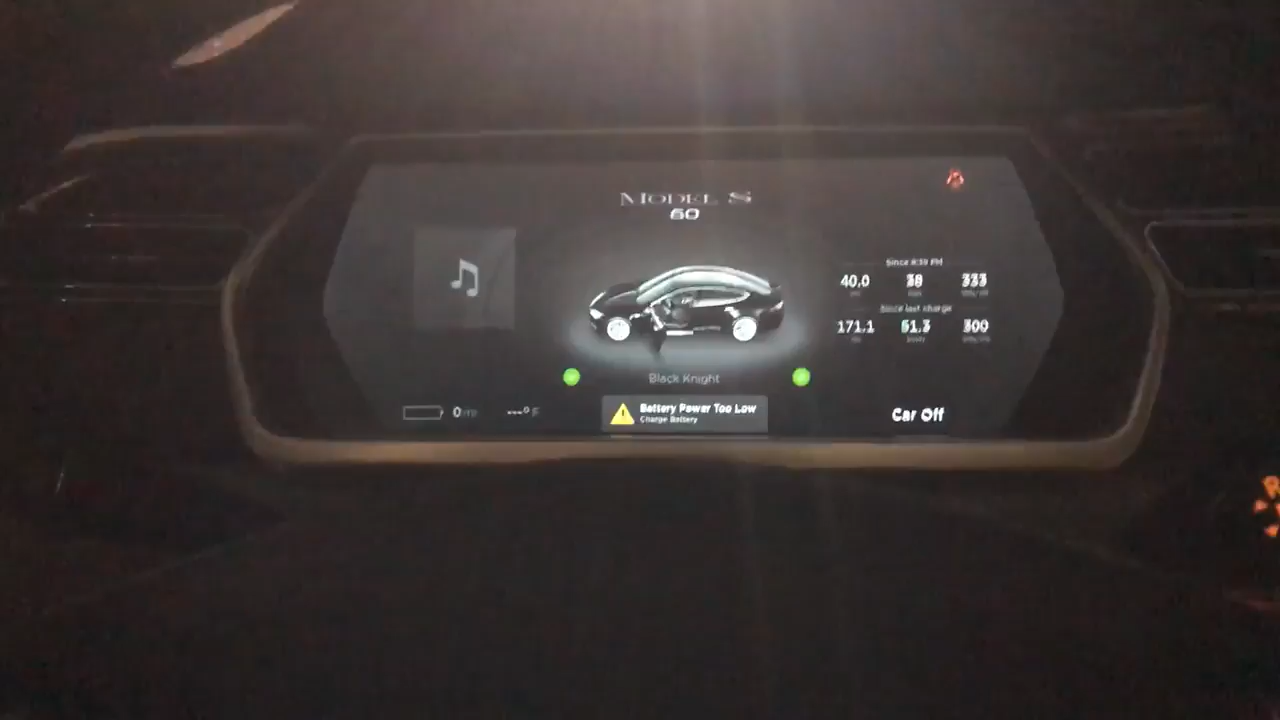 MODEL S
60
Since 8:39 PM
40.0
333
Since last charge
171.1
51.3
300
Black Knight
0
F
Battery Power Too Low
Charge Battery
Car Off